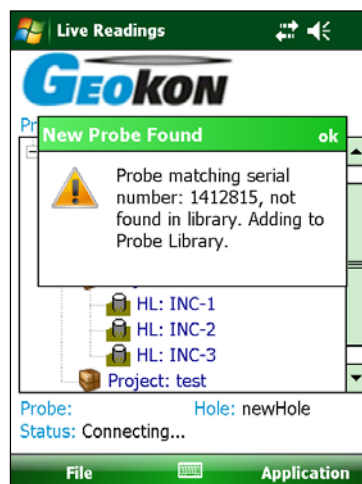 Live Readings
GEOKON
Pr
New Probe Found ok
Probe matching serial
number: 1412815, not
found in library. Adding to
Probe Library.
HL: INC-1
HL: INC-2
HL: INC-3
Project: test
Probe: Hole: newHole
Status: Connecting...
File Application